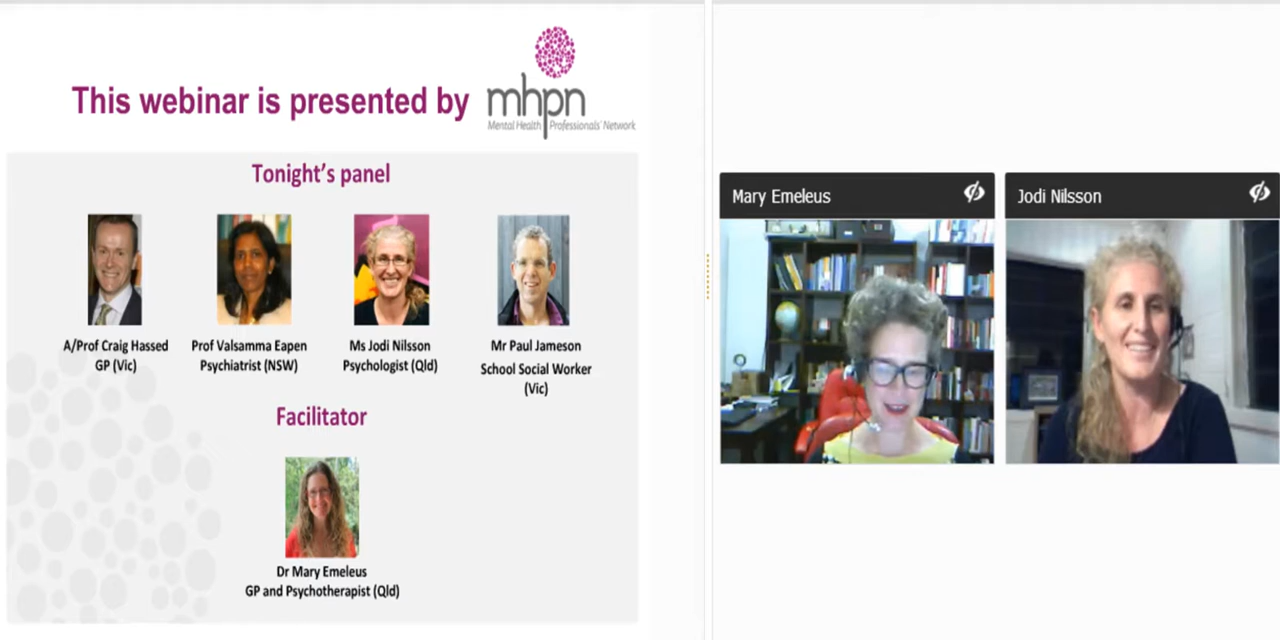 This webinar is presented by
mhpn
Mental Health Professionals' Network
Tonight's panel
A/Prof Craig Hassed
GP (Vic)
Prof Valsamma Eapen
Psychiatrist (NSW)
Ms Jodi Nilsson
Psychologist (Qld)
Mr Paul Jameson
School Social Worker
(Vic)
Facilitator
Dr Mary Emeleus
GP and Psychotherapist (Qld)
Mary Emeleus
Jodi Nilsson